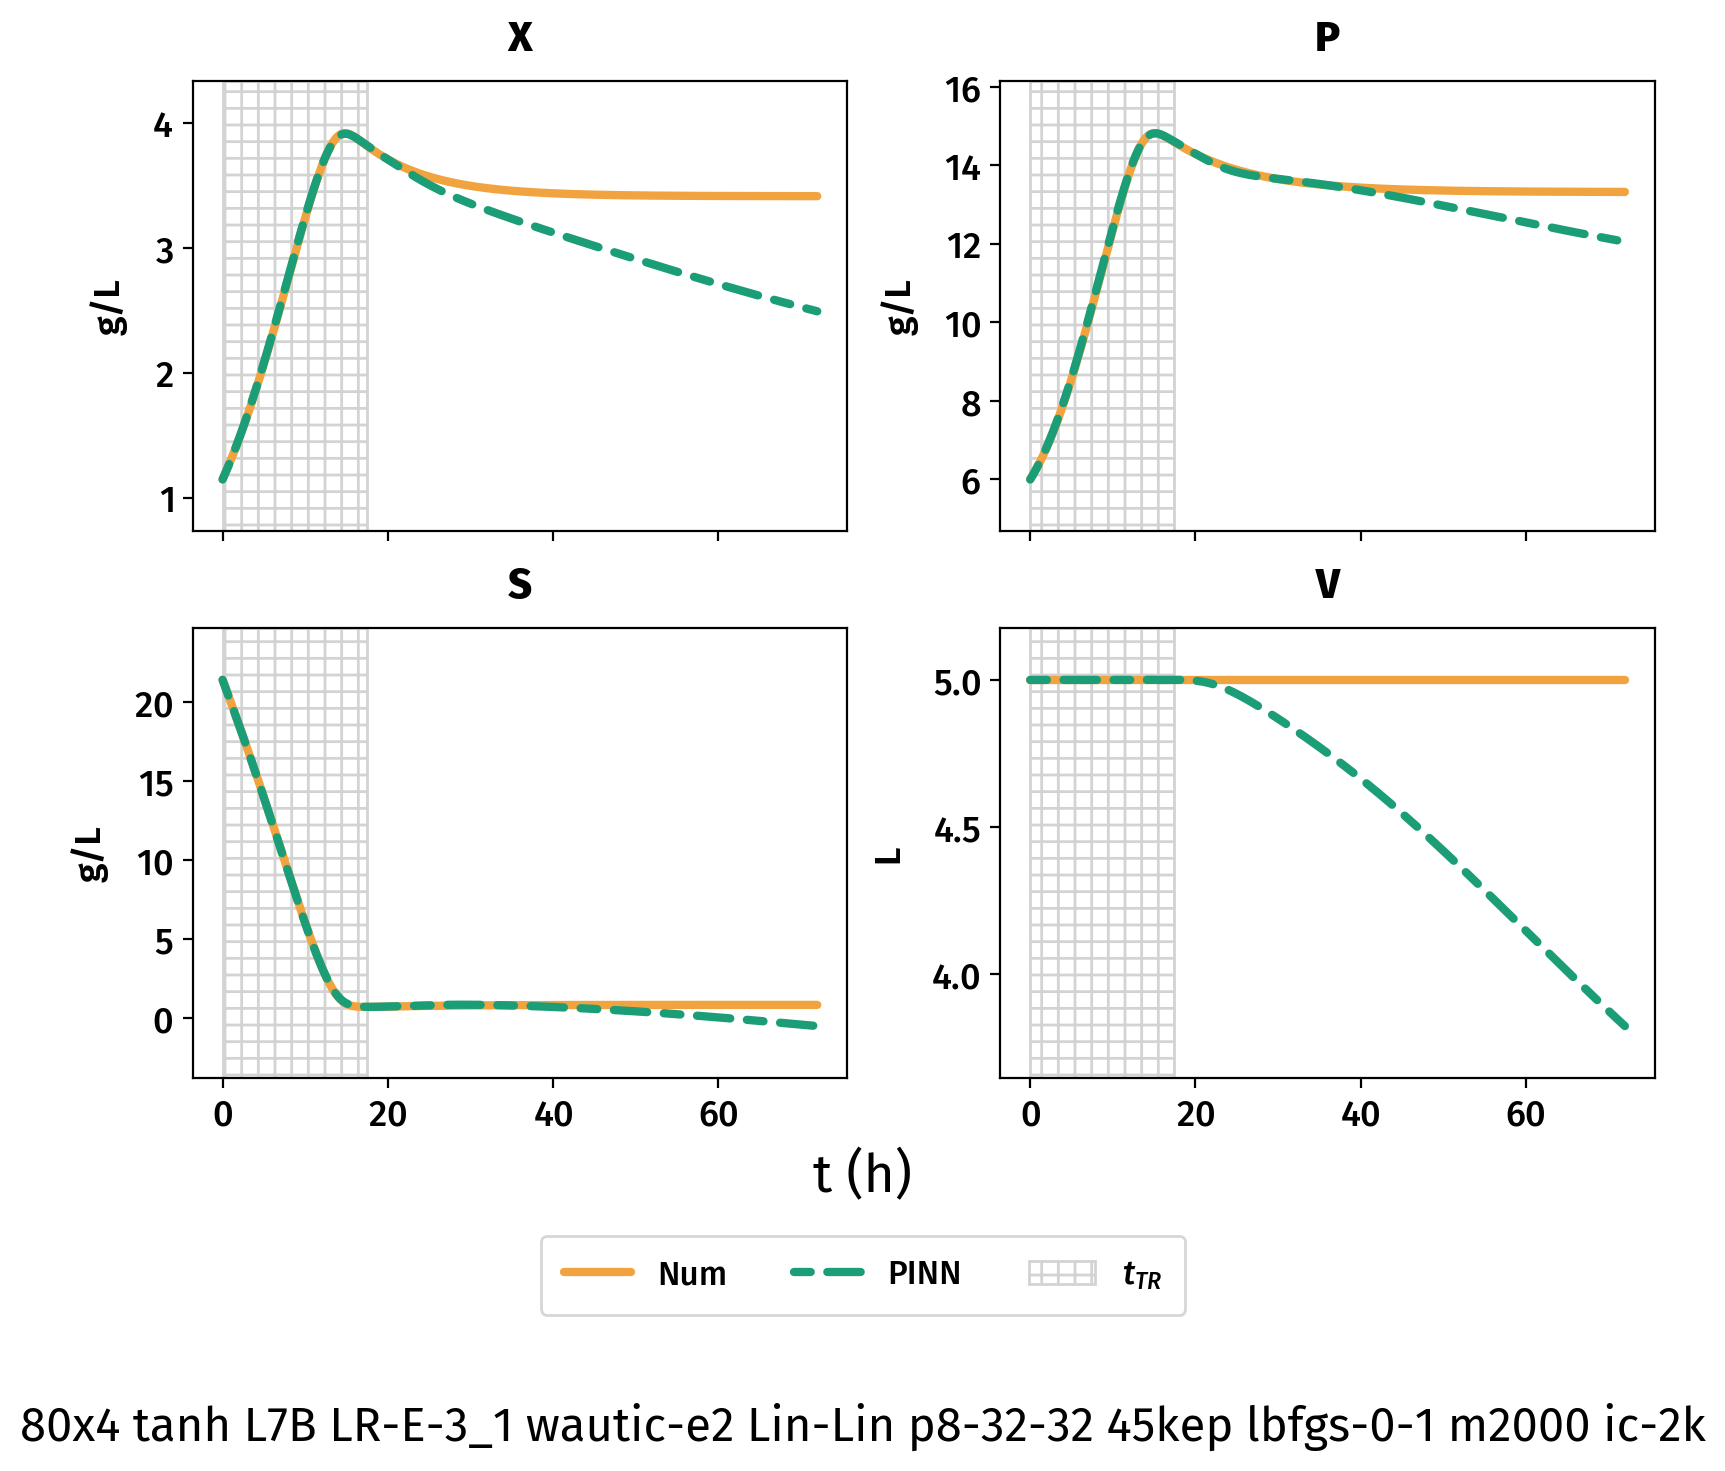 X
P
4
3
2
1
g/L
16
14
12
10
8
6
g/L
S
V
20
15
10
5
0
g/L
5.0
4.5
4.0
L
0 20 40 60
0 20 40 60
t (h)
Num PINN tTR
80x4 tanh L7B LR-E-3_1 wautic-e2 Lin-Lin p8-32-32 45kep lbfgs-0-1 m2000 ic-2k